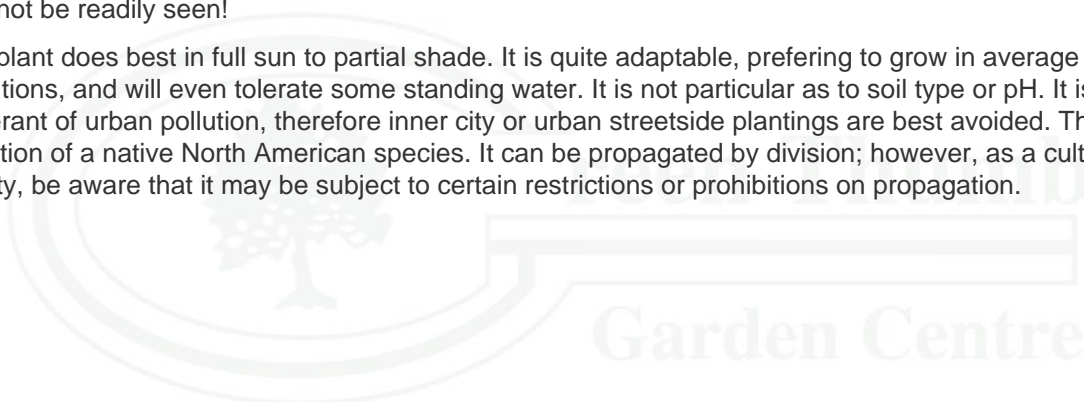 not be readily seen!
plant does best in full sun to partial shade. It is quite adaptable, prefering to grow in average
tions, and will even tolerate some standing water. It is not particular as to soil type or pH. It is
erant of urban pollution, therefore inner city or urban streetside plantings are best avoided. Th
tion of a native North American species. It can be propagated by division; however, as a cult
ty, be aware that it may be subject to certain restrictions or prohibitions on propagation.
Green Thumb
Garden Centre